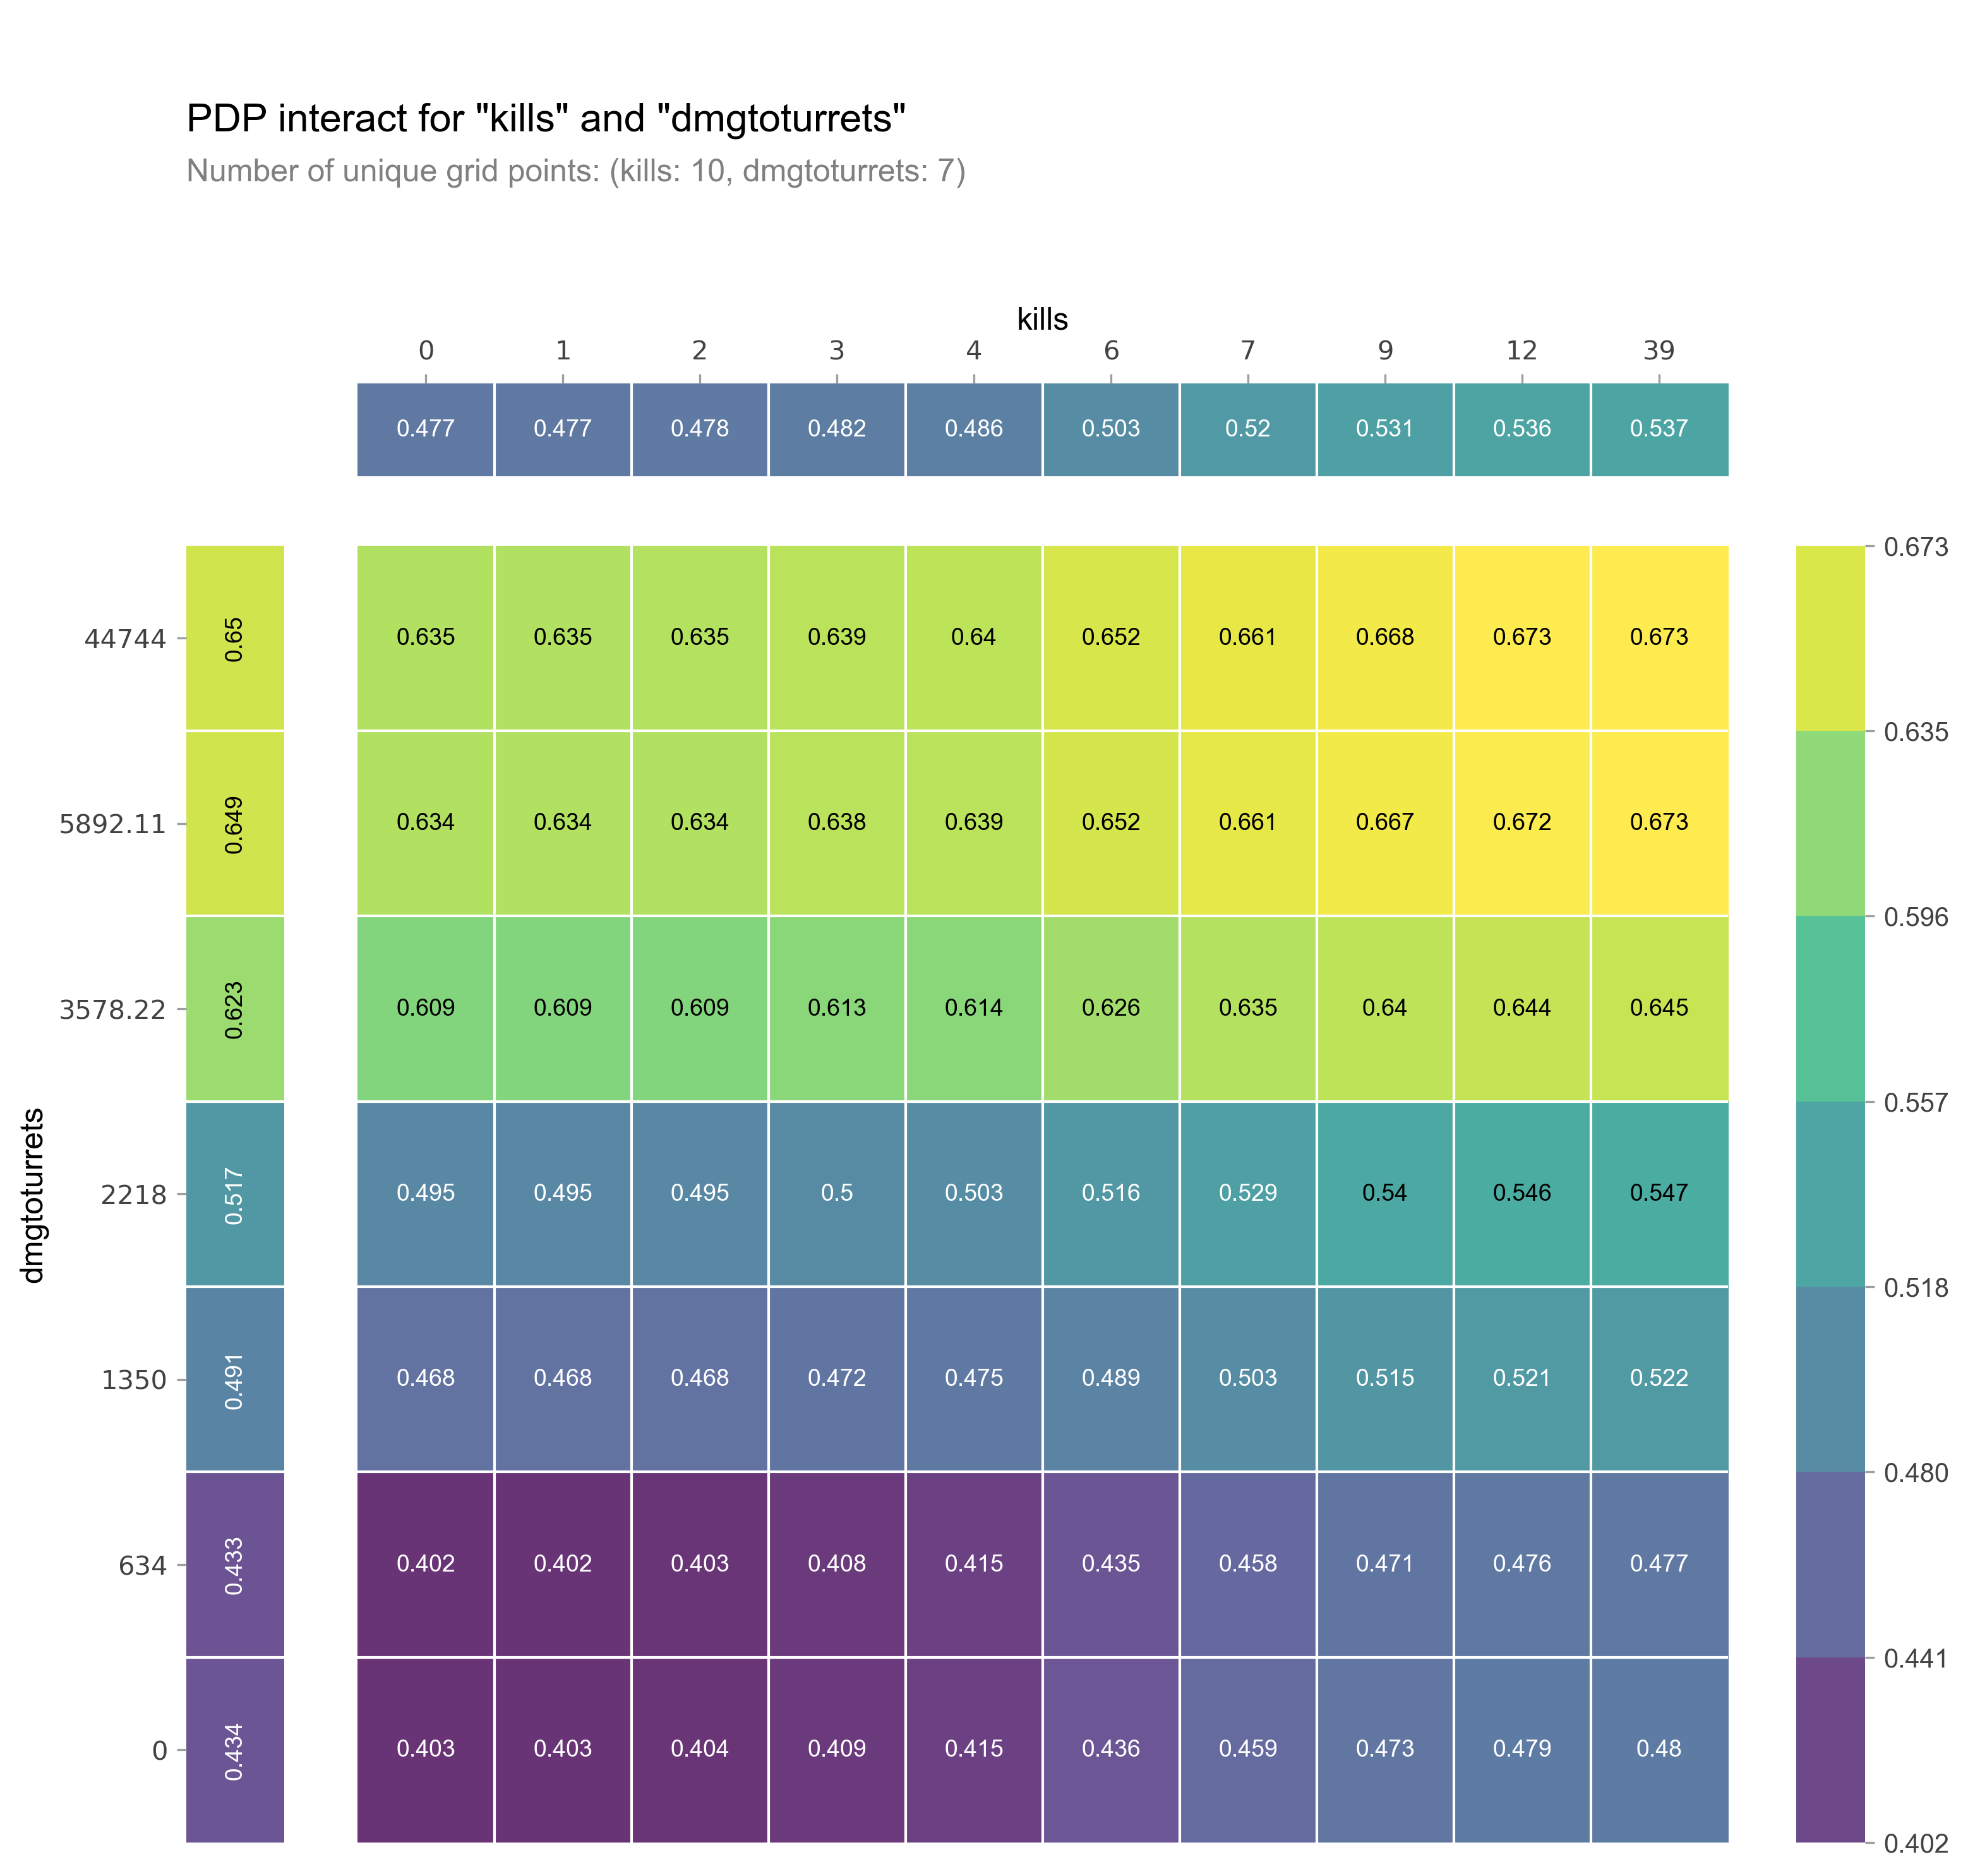 PDP interact for "kills" and "dmgtoturrets"
Number of unique grid points: (kills: 10, dmgtoturrets: 7)
kills
0 1 2 3 4 6 7 9 12 39
0.477 0.477 0.478 0.482 0.486 0.503 0.52 0.531 0.536 0.537
dmgtoturrets
44744 0.65 0.635 0.635 0.635 0.639 0.64 0.652 0.661 0.668 0.673 0.673
5892.11 0.649 0.634 0.634 0.634 0.638 0.639 0.652 0.661 0.667 0.672 0.673
3578.22 0.623 0.609 0.609 0.609 0.613 0.614 0.626 0.635 0.64 0.644 0.645
2218 0.517 0.495 0.495 0.495 0.5 0.503 0.516 0.529 0.54 0.546 0.547
1350 0.491 0.468 0.468 0.468 0.472 0.475 0.489 0.503 0.515 0.521 0.522
634 0.433 0.402 0.402 0.403 0.408 0.415 0.435 0.458 0.471 0.476 0.477
0 0.434 0.403 0.403 0.404 0.409 0.415 0.436 0.459 0.473 0.479 0.48
0.673
0.635
0.596
0.557
0.518
0.480
0.441
0.402